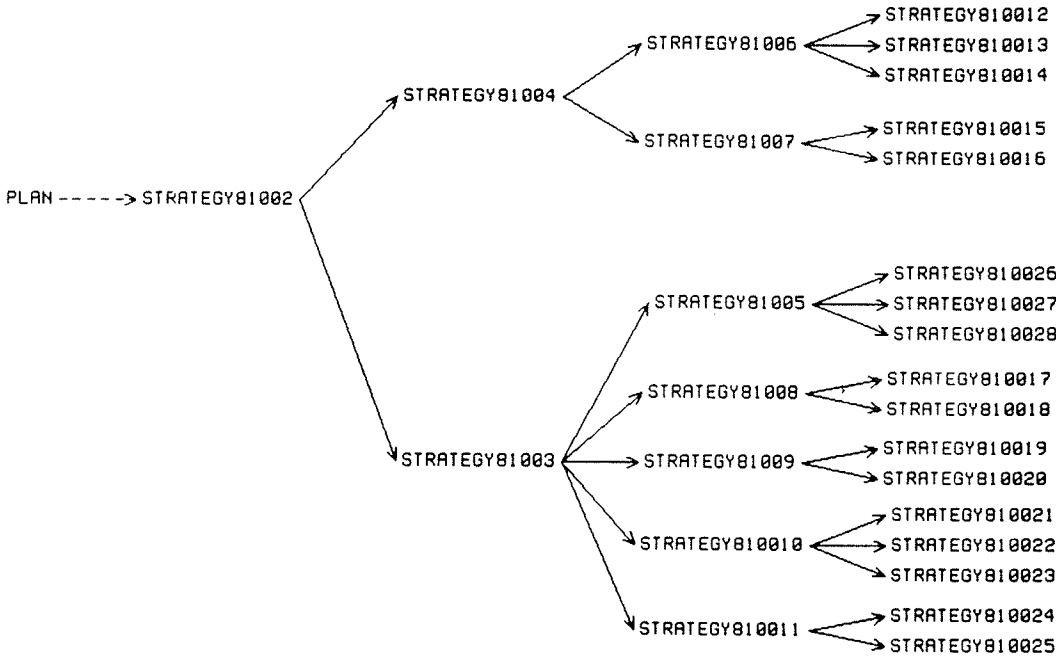 STRATEGY810012
STRATEGY81006
STRATEGY810013
STRATEGY810014
STRATEGY81004
STRATEGY810015
STRATEGY81007
STRATEGY810016
PLAN
STRATEGY81002
STRATEGY810026
STRATEGY81005
STRATEGY810027
STRATEGY810028
STRATEGY810017
STRATEGY81008
STRATEGY810018
STRATEGY810019
STRATEGY81003
STRATEGY81009
STRATEGY810020
STRATEGY810021
STRATEGY810010
STRATEGY810022
STRATEGY810023
STRATEGY810024
STRATEGY810011
STRATEGY810025